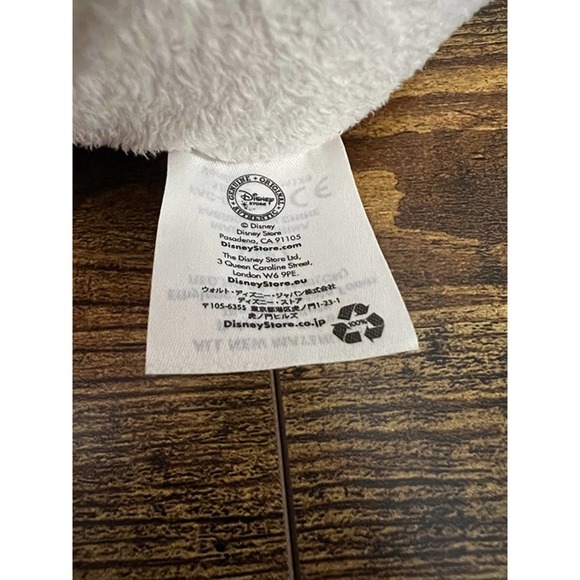 GENUINE • ORIGINAL
Disney
STORE
AUTHENTIC
© Disney
Disney Store
Pasadena, CA 91105
DisneyStore.com
The Disney Store Ltd,
3 Queen Caroline Street,
London W6 9PE.
DisneyStore.eu
ウォルト・ディズニー・ジャパン株式会社
ディズニー・ストア
〒105-6355 東京都港区虎ノ門1-23-1
虎ノ門ヒルズ
DisneyStore.co.jp
100%